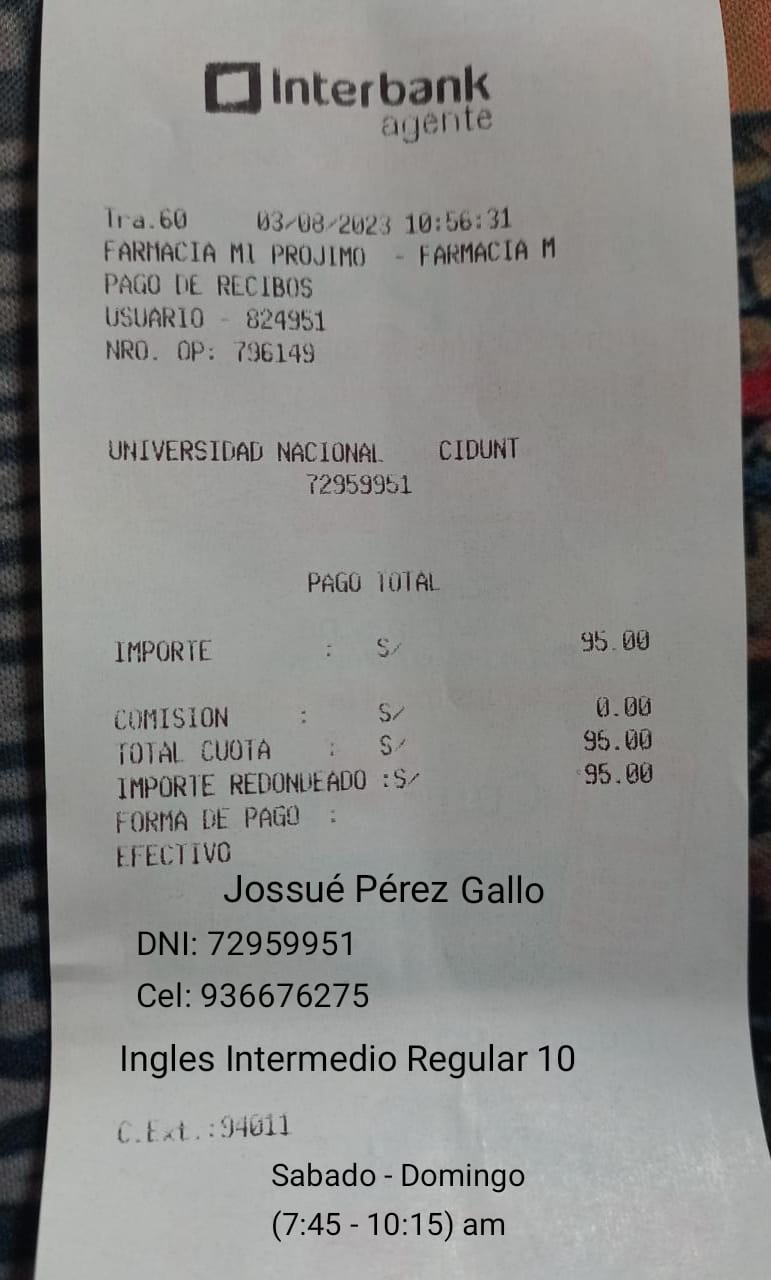 Interbank
agente
Tra.60 03/08/2023 10:56:31
FARMACIA MI PROJIMO - FARMACIA M
PAGO DE RECIBOS
USUARIO - 824951
NRO. OP: 796149
UNIVERSIDAD NACIONAL CIDUNT
72959951
PAGO TOTAL
IMPORTE : S/ 95.00
COMISION : S/ 0.00
TOTAL CUOTA : S/ 95.00
IMPORTE REDONDEADO :S/ 95.00
FORMA DE PAGO :
EFECTIVO
Jossué Pérez Gallo
DNI: 72959951
Cel: 936676275
Ingles Intermedio Regular 10
C.Ext.:94011
Sabado - Domingo
(7:45 - 10:15) am